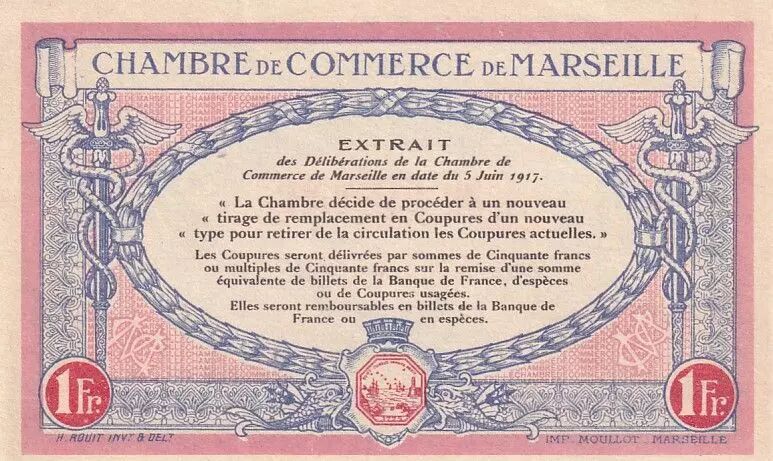 CHAMBRE DE COMMERCE DE MARSEILLE
EXTRAIT
des Délibérations de la Chambre de
Commerce de Marseille en date du 5 Juin 1917.
« La Chambre décide de procéder à un nouveau
« tirage de remplacement en Coupures d'un nouveau
« type pour retirer de la circulation les Coupures actuelles. »
Les Coupures seront délivrées par sommes de Cinquante francs
ou multiples de Cinquante francs sur la remise d'une somme
équivalente de billets de la Banque de France, d'espèces
ou de Coupures usagées.
Elles seront remboursables en billets de la Banque de
France ou en espèces.
1 Fr. 1 Fr.
H. ROUIT INVT & DELT IMP. MOULLOT_MARSEILLE